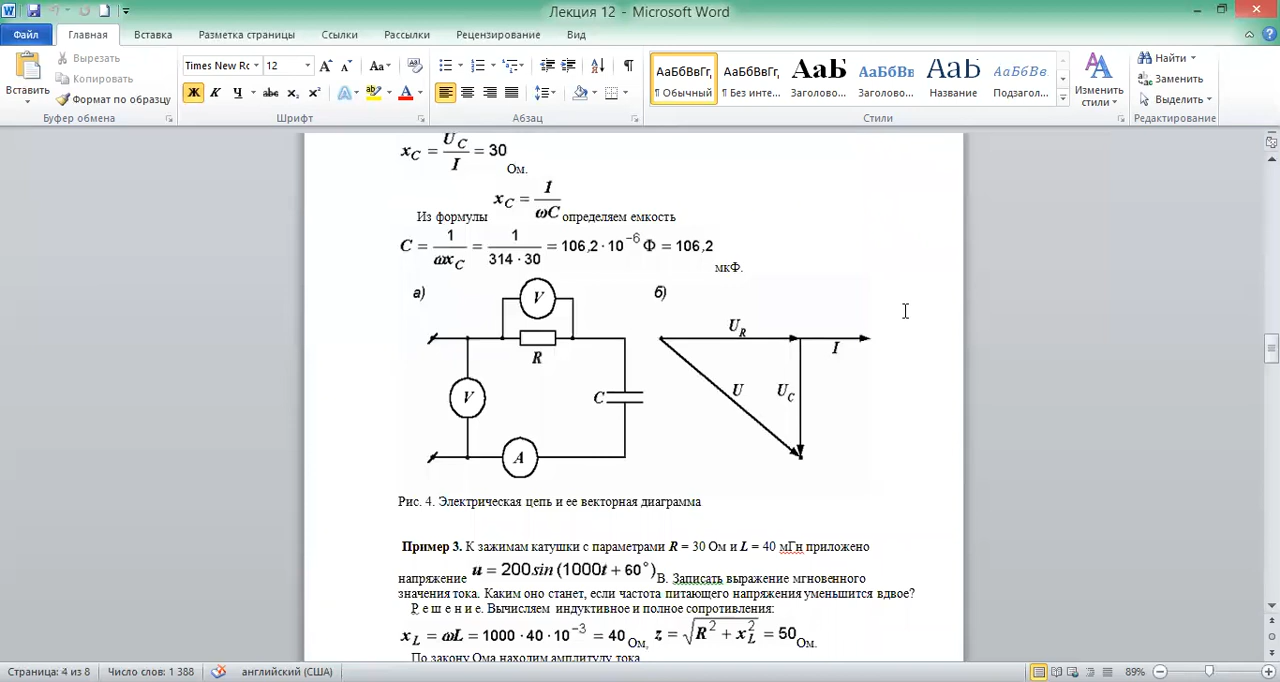 Лекция 12 - Microsoft Word
Файл Главная Вставка Разметка страницы Ссылки Рассылки Рецензирование Вид
Вставить
Вырезать
Копировать
Формат по образцу
Буфер обмена
Times New Rc 12
Ж К Ч abc x₂ x²
Шрифт
Абзац
АаБбВвГг, АаБбВвГг, АаБ АаБбВв АаБ АаБбВв.
¶ Обычный ¶ Без инте... Заголово... Заголово... Название Подзагол...
Стили
Изменить стили
Найти
Заменить
Выделить
Редактирование
x_C = U_C / I = 30 Ом.
Из формулы x_C = 1 / ωC определяем емкость
C = 1 / ωx_C = 1 / 314 · 30 = 106,2 · 10⁻⁶ Ф = 106,2 мкФ.
а) V R V C A
б) U_R I U U_C
Рис. 4. Электрическая цепь и ее векторная диаграмма
Пример 3. К зажимам катушки с параметрами R = 30 Ом и L = 40 мГн приложено
напряжение u = 200sin (1000t + 60°) В. Записать выражение мгновенного
значения тока. Каким оно станет, если частота питающего напряжения уменьшится вдвое?
Р е ш е н и е. Вычисляем индуктивное и полное сопротивления:
x_L = ωL = 1000 · 40 · 10⁻³ = 40 Ом, z = √(R² + x_L²) = 50 Ом.
По закону Ома находим амплитуду тока
Страница: 4 из 8 Число слов: 1 388 английский (США) 89%